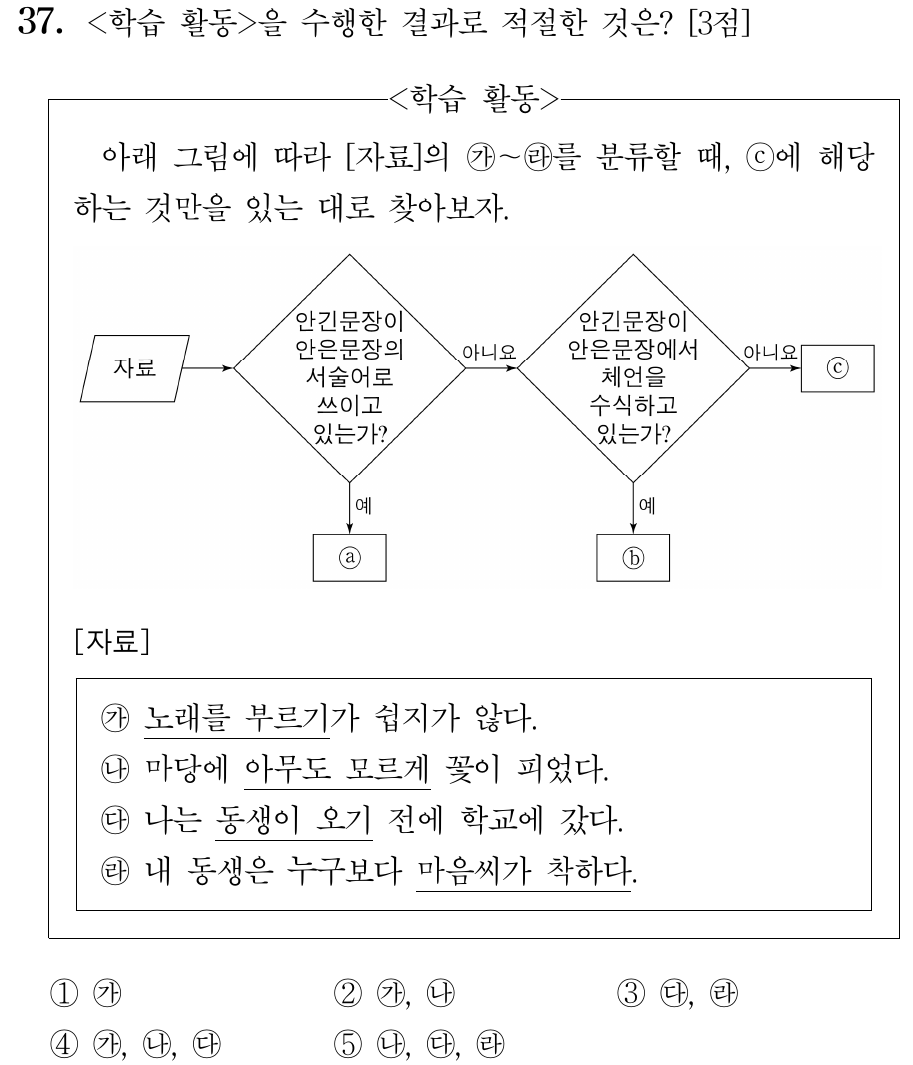 37. <학습 활동>을 수행한 결과로 적절한 것은? [3점]
<학습 활동>
아래 그림에 따라 [자료]의 ㉮~㉱를 분류할 때, ⓒ에 해당
하는 것만을 있는 대로 찾아보자.
자료
안긴문장이
안은문장의
서술어로
쓰이고
있는가?
아니요
안긴문장이
안은문장에서
체언을
수식하고
있는가?
아니요
ⓒ
예
예
ⓐ
ⓑ
[자료]
㉮ 노래를 부르기가 쉽지가 않다.
㉯ 마당에 아무도 모르게 꽃이 피었다.
㉰ 나는 동생이 오기 전에 학교에 갔다.
㉱ 내 동생은 누구보다 마음씨가 착하다.
① ㉮ ② ㉮, ㉯ ③ ㉰, ㉱
④ ㉮, ㉯, ㉰ ⑤ ㉯, ㉰, ㉱